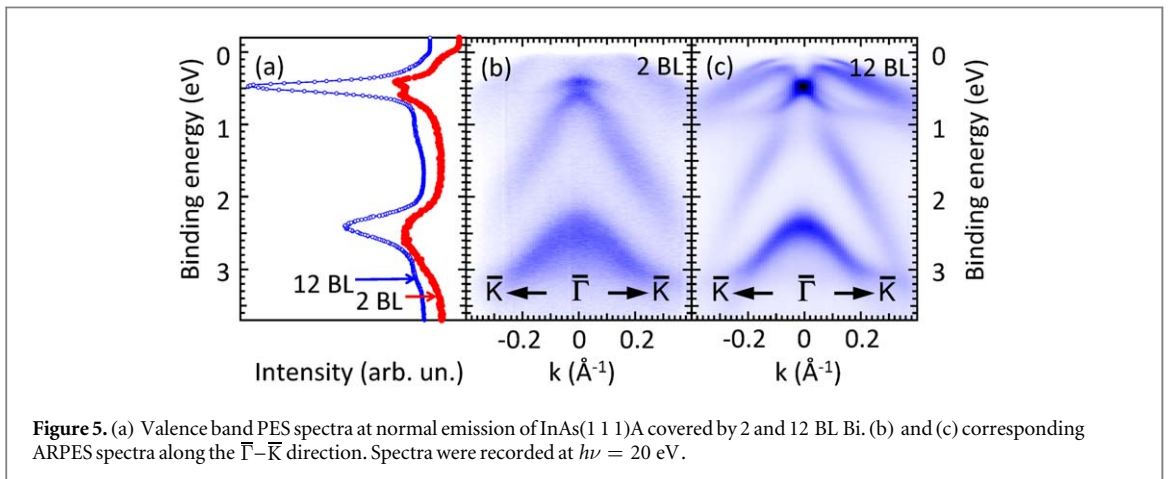 (a)
(b)
2 BL
(c)
12 BL
0
1
2
3
Binding energy (eV)
12 BL
2 BL
K̅ Γ̅ K̅
K̅ Γ̅ K̅
0
1
2
3
Binding energy (eV)
-0.2 0 0.2
-0.2 0 0.2
Intensity (arb. un.)
k (Å⁻¹)
k (Å⁻¹)
Figure 5. (a) Valence band PES spectra at normal emission of InAs(1 1 1)A covered by 2 and 12 BL Bi. (b) and (c) corresponding
ARPES spectra along the Γ̅–K̅ direction. Spectra were recorded at hν = 20 eV.